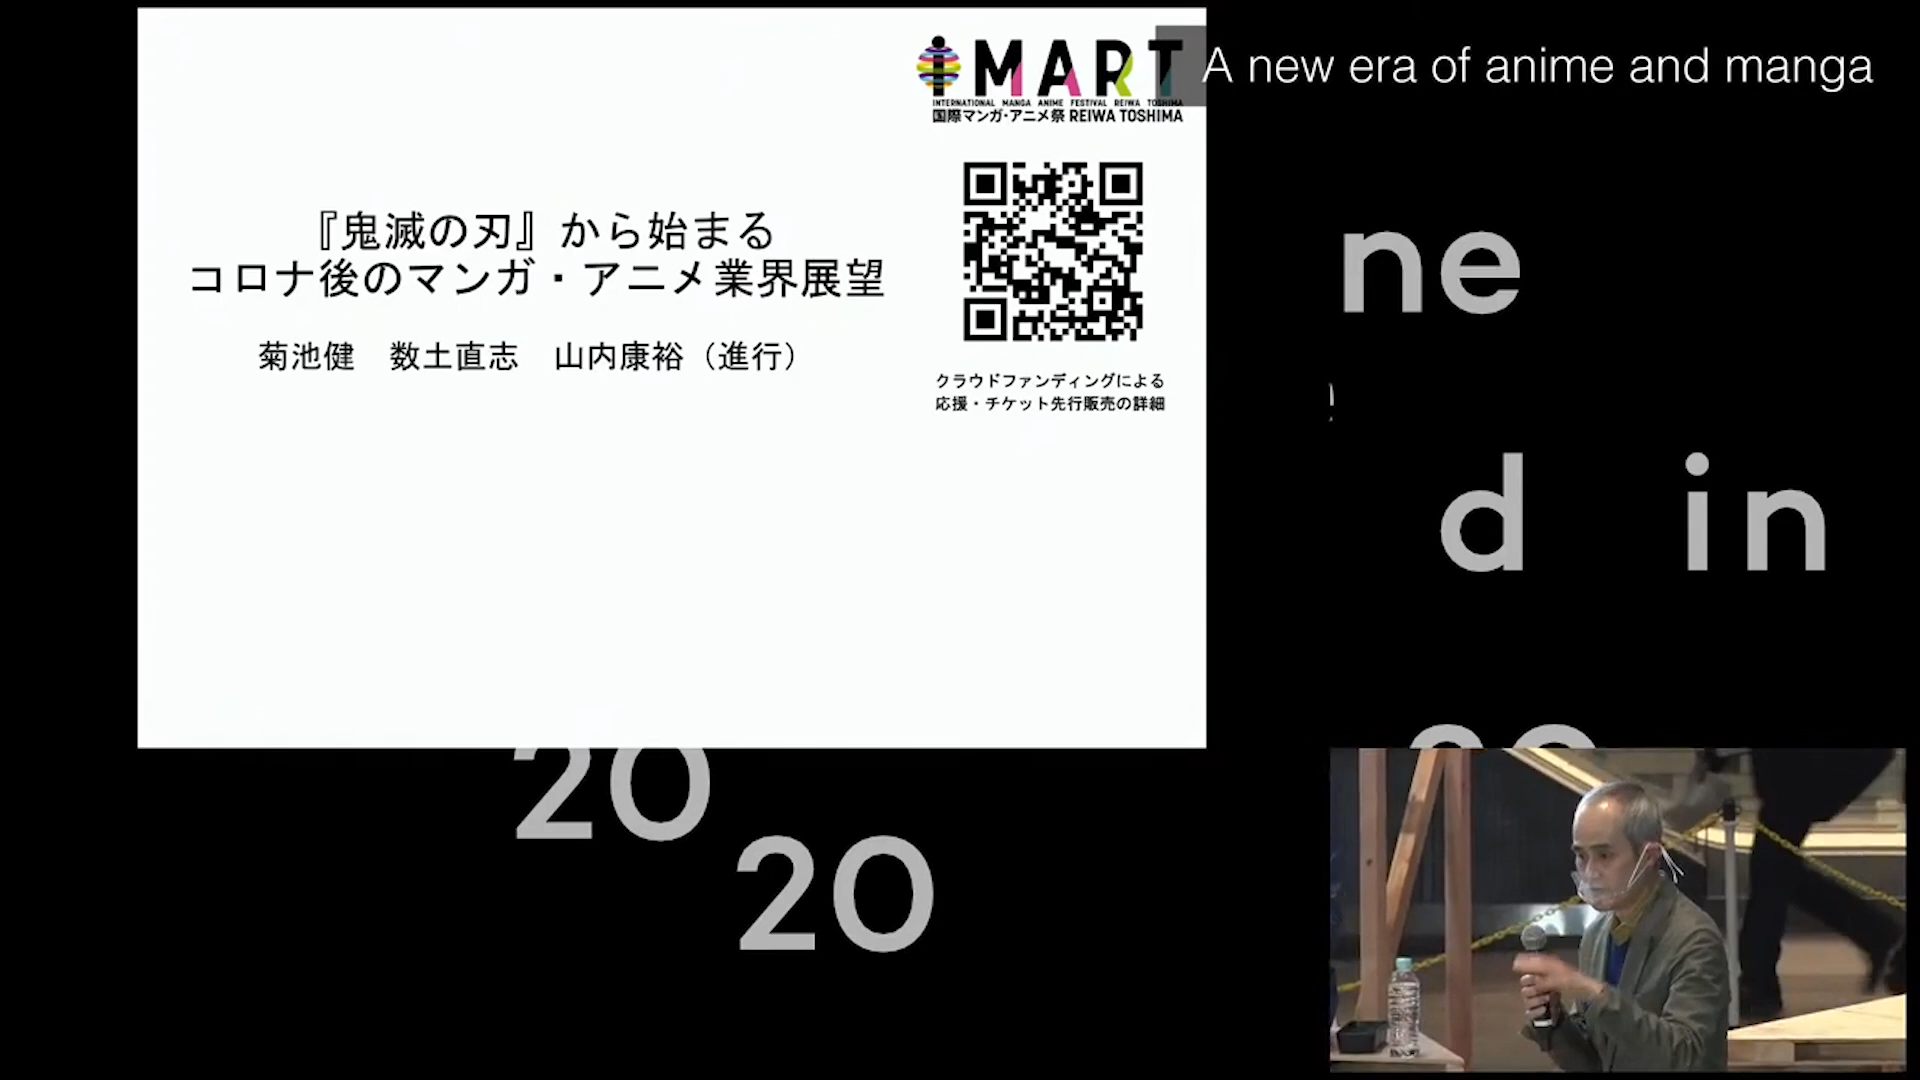 iMART
INTERNATIONAL MANGA ANIME FESTIVAL REIWA TOSHIMA
国際マンガ・アニメ祭 REIWA TOSHIMA
A new era of anime and manga
『鬼滅の刃』から始まる
コロナ後のマンガ・アニメ業界展望
菊池健　数土直志　山内康裕（進行）
クラウドファンディングによる
応援・チケット先行販売の詳細
ne
d in
20
20